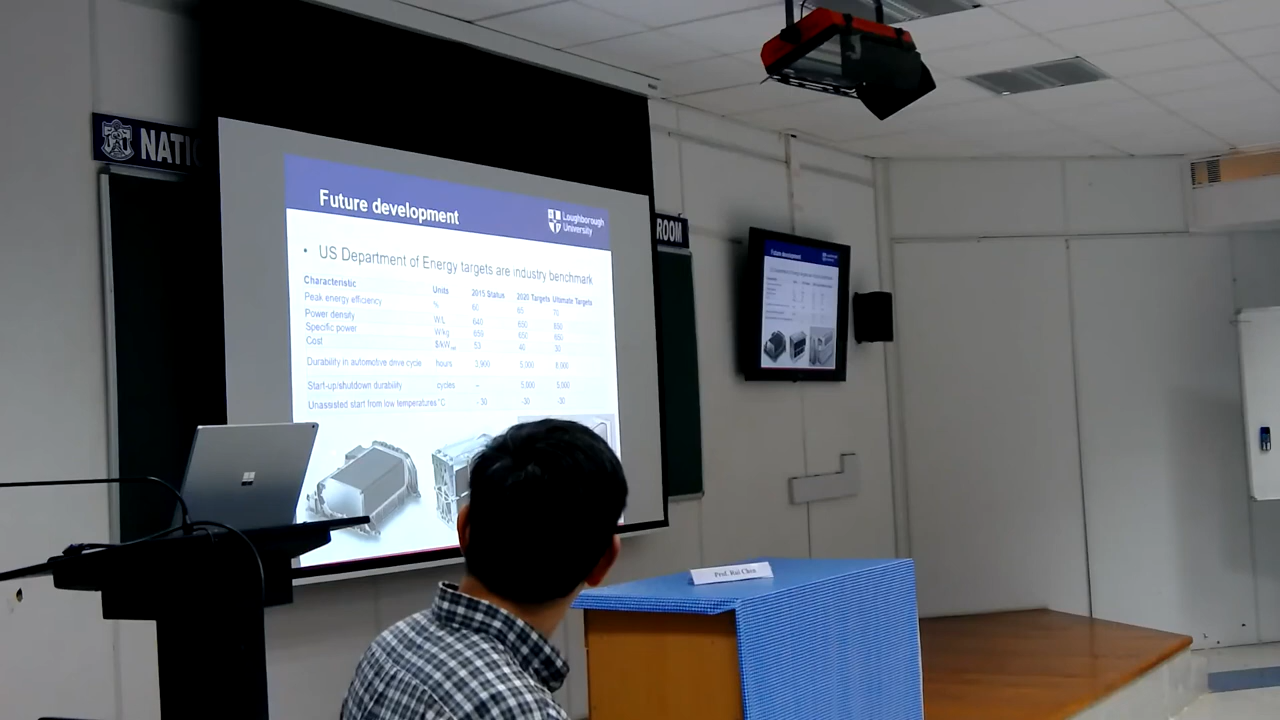 NATI
ROOM
Future development
Loughborough
University
• US Department of Energy targets are industry benchmark
Characteristic Units 2015 Status 2020 Targets Ultimate Targets
Peak energy efficiency % 60 65 70
Power density W/L 640 650 850
Specific power W/kg 659 650 650
Cost $/kW 53 40 30
Durability in automotive drive cycle hours 3,900 5,000 8,000
Start-up/shutdown durability cycles – 5,000 5,000
Unassisted start from low temperatures °C -30 -30 -30
Future development
Prof. Rui Chen